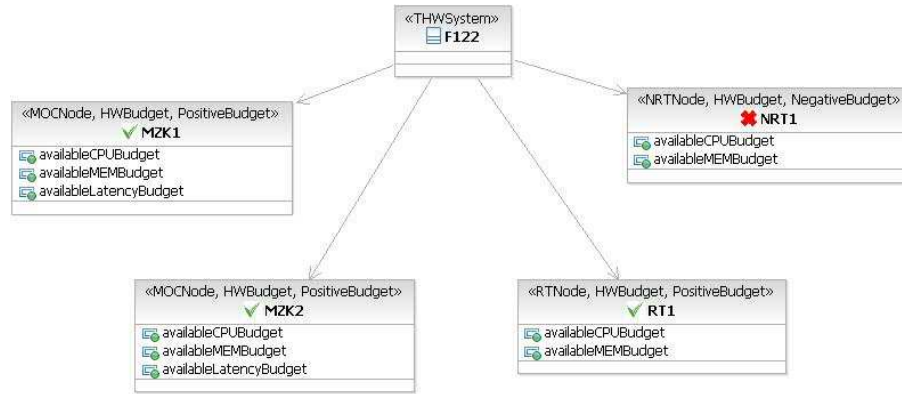 «THWSystem»
F122
«MOCNode, HWBudget, PositiveBudget»
MZK1
availableCPUBudget
availableMEMBudget
availableLatencyBudget
«NRTNode, HWBudget, NegativeBudget»
NRT1
availableCPUBudget
availableMEMBudget
«MOCNode, HWBudget, PositiveBudget»
MZK2
availableCPUBudget
availableMEMBudget
availableLatencyBudget
«RTNode, HWBudget, PositiveBudget»
RT1
availableCPUBudget
availableMEMBudget